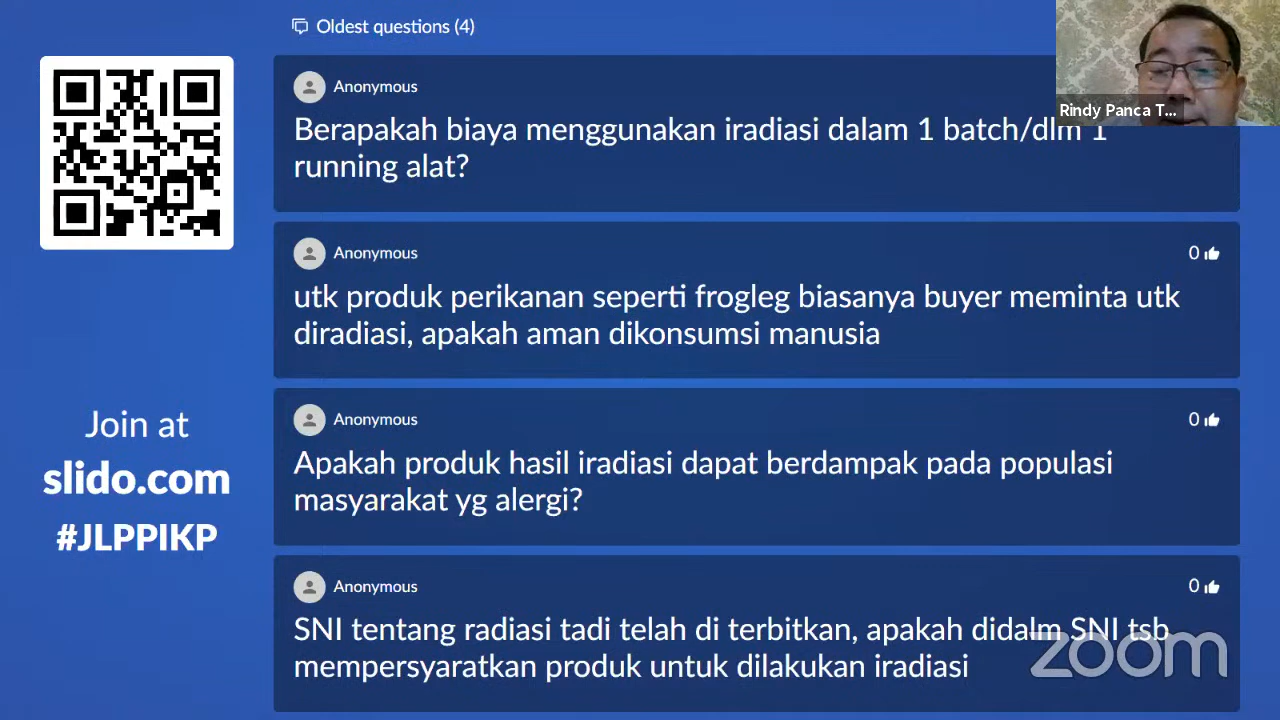 Oldest questions (4)
Anonymous
Berapakah biaya menggunakan iradiasi dalam 1 batch/dlm 1
running alat?
Rindy Panca T...
Anonymous
0
utk produk perikanan seperti frogleg biasanya buyer meminta utk
diradiasi, apakah aman dikonsumsi manusia
Anonymous
0
Apakah produk hasil iradiasi dapat berdampak pada populasi
masyarakat yg alergi?
Anonymous
0
SNI tentang radiasi tadi telah di terbitkan, apakah didalm SNI tsb
mempersyaratkan produk untuk dilakukan iradiasi
Join at
slido.com
#JLPPIKP
zoom